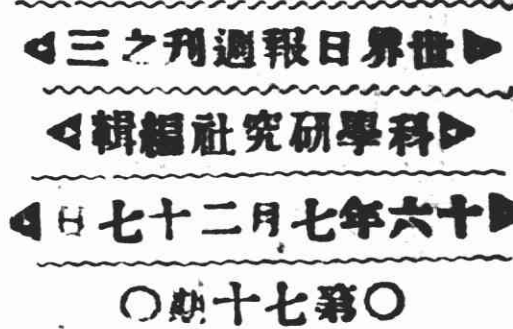 世界日報週刊之三
科學研究社編輯
十六年七月二十七日
○第七十期○